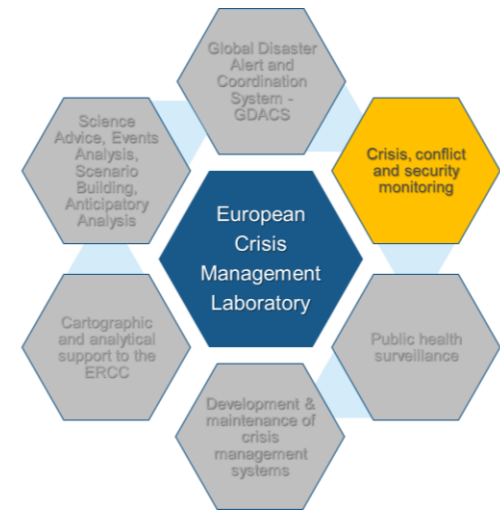 Global Disaster
Alert and
Coordination
System -
GDACS
Science
Advice, Events
Analysis,
Scenario
Building,
Anticipatory
Analysis
Crisis, conflict
and security
monitoring
European
Crisis
Management
Laboratory
Cartographic
and analytical
support to the
ERCC
Public health
surveillance
Development &
maintenance of
crisis
management
systems